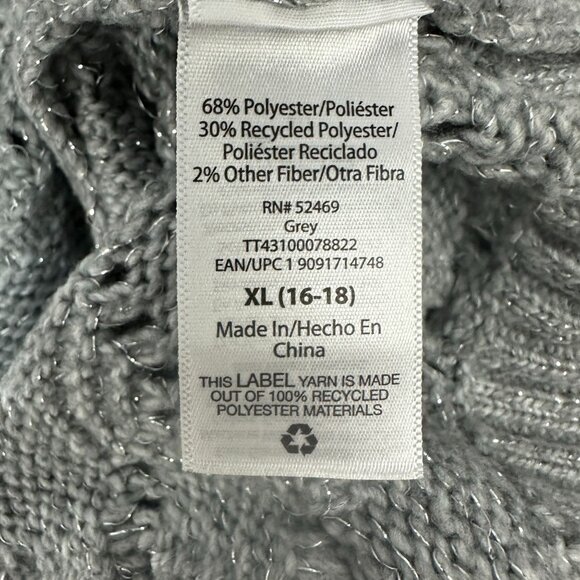 68% Polyester/Poliéster
30% Recycled Polyester/
Poliéster Reciclado
2% Other Fiber/Otra Fibra
RN# 52469
Grey
TT43100078822
EAN/UPC 1 9091714748
XL (16-18)
Made In/Hecho En
China
THIS LABEL YARN IS MADE
OUT OF 100% RECYCLED
POLYESTER MATERIALS